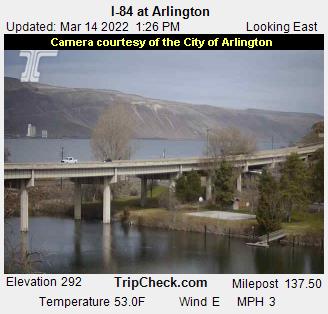 I-84 at Arlington
Updated: Mar 14 2022 1:26 PM Looking East
Camera courtesy of the City of Arlington
Elevation 292 TripCheck.com Milepost 137.50
Temperature 53.0F Wind E MPH 3